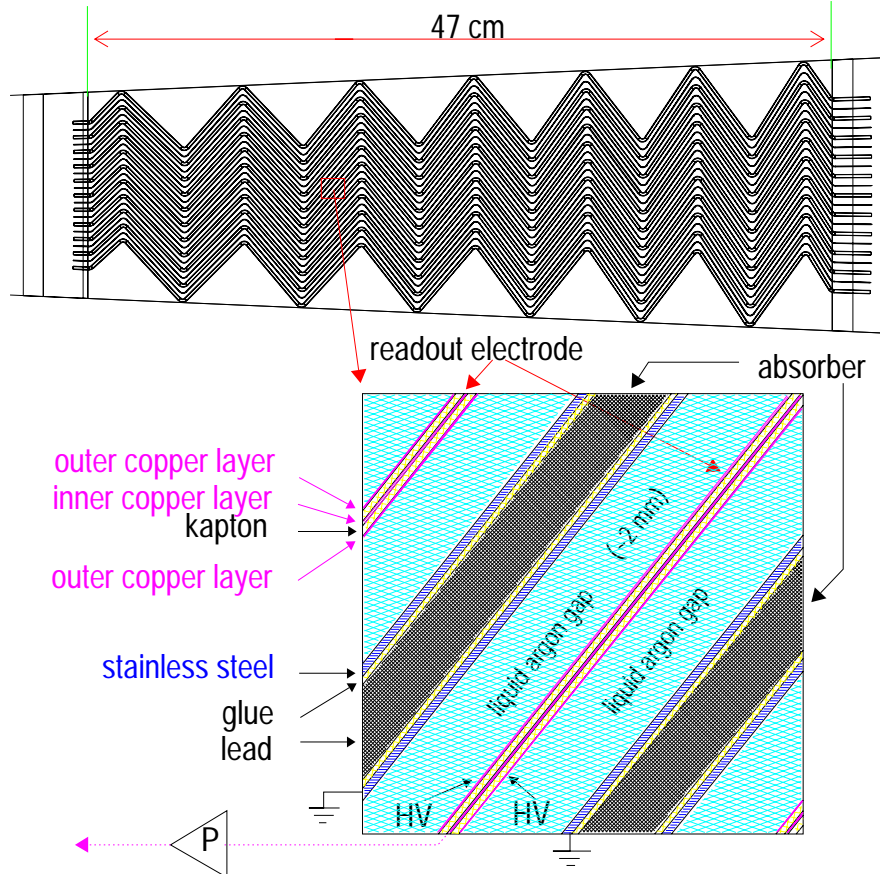 47 cm
readout electrode
absorber
outer copper layer
inner copper layer
kapton
outer copper layer
(~2 mm)
liquid argon gap
liquid argon gap
stainless steel
glue
lead
HV
HV
P